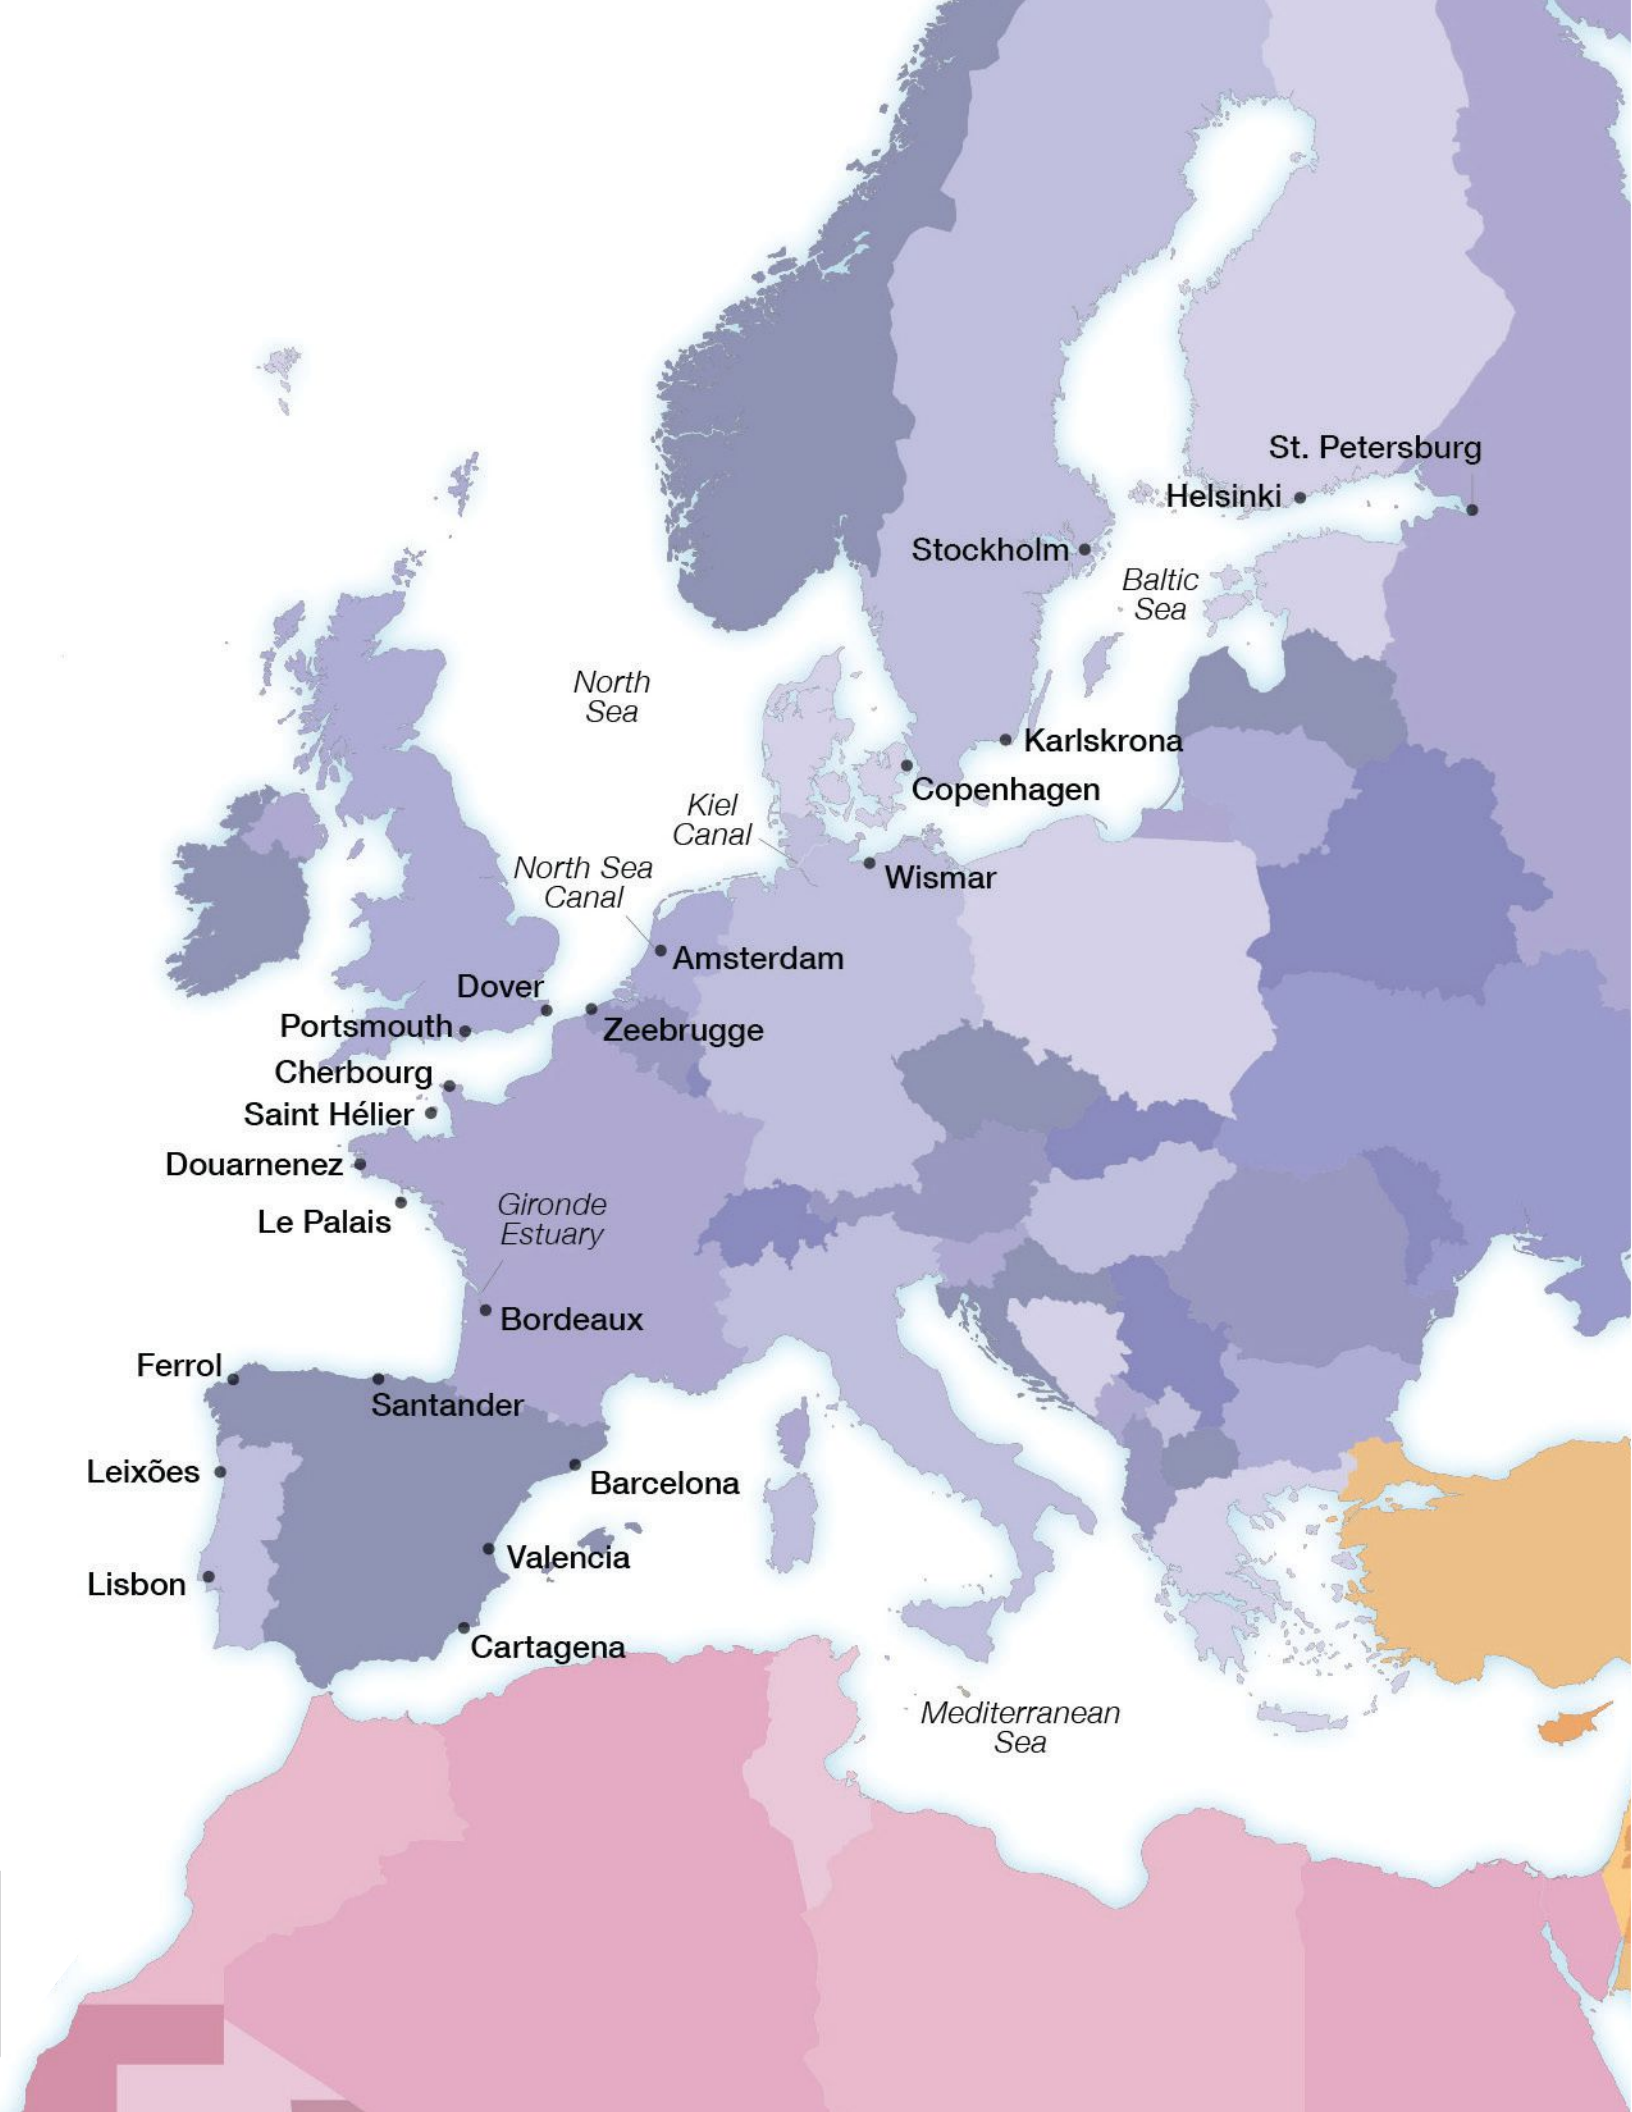 St. Petersburg
Helsinki
Stockholm
Baltic
Sea
North
Sea
Karlskrona
Copenhagen
Kiel
Canal
North Sea
Canal
Wismar
Amsterdam
Dover
Zeebrugge
Portsmouth
Cherbourg
Saint Hélier
Douarnenez
Le Palais
Gironde
Estuary
Bordeaux
Ferrol
Santander
Leixões
Barcelona
Valencia
Lisbon
Cartagena
Mediterranean
Sea